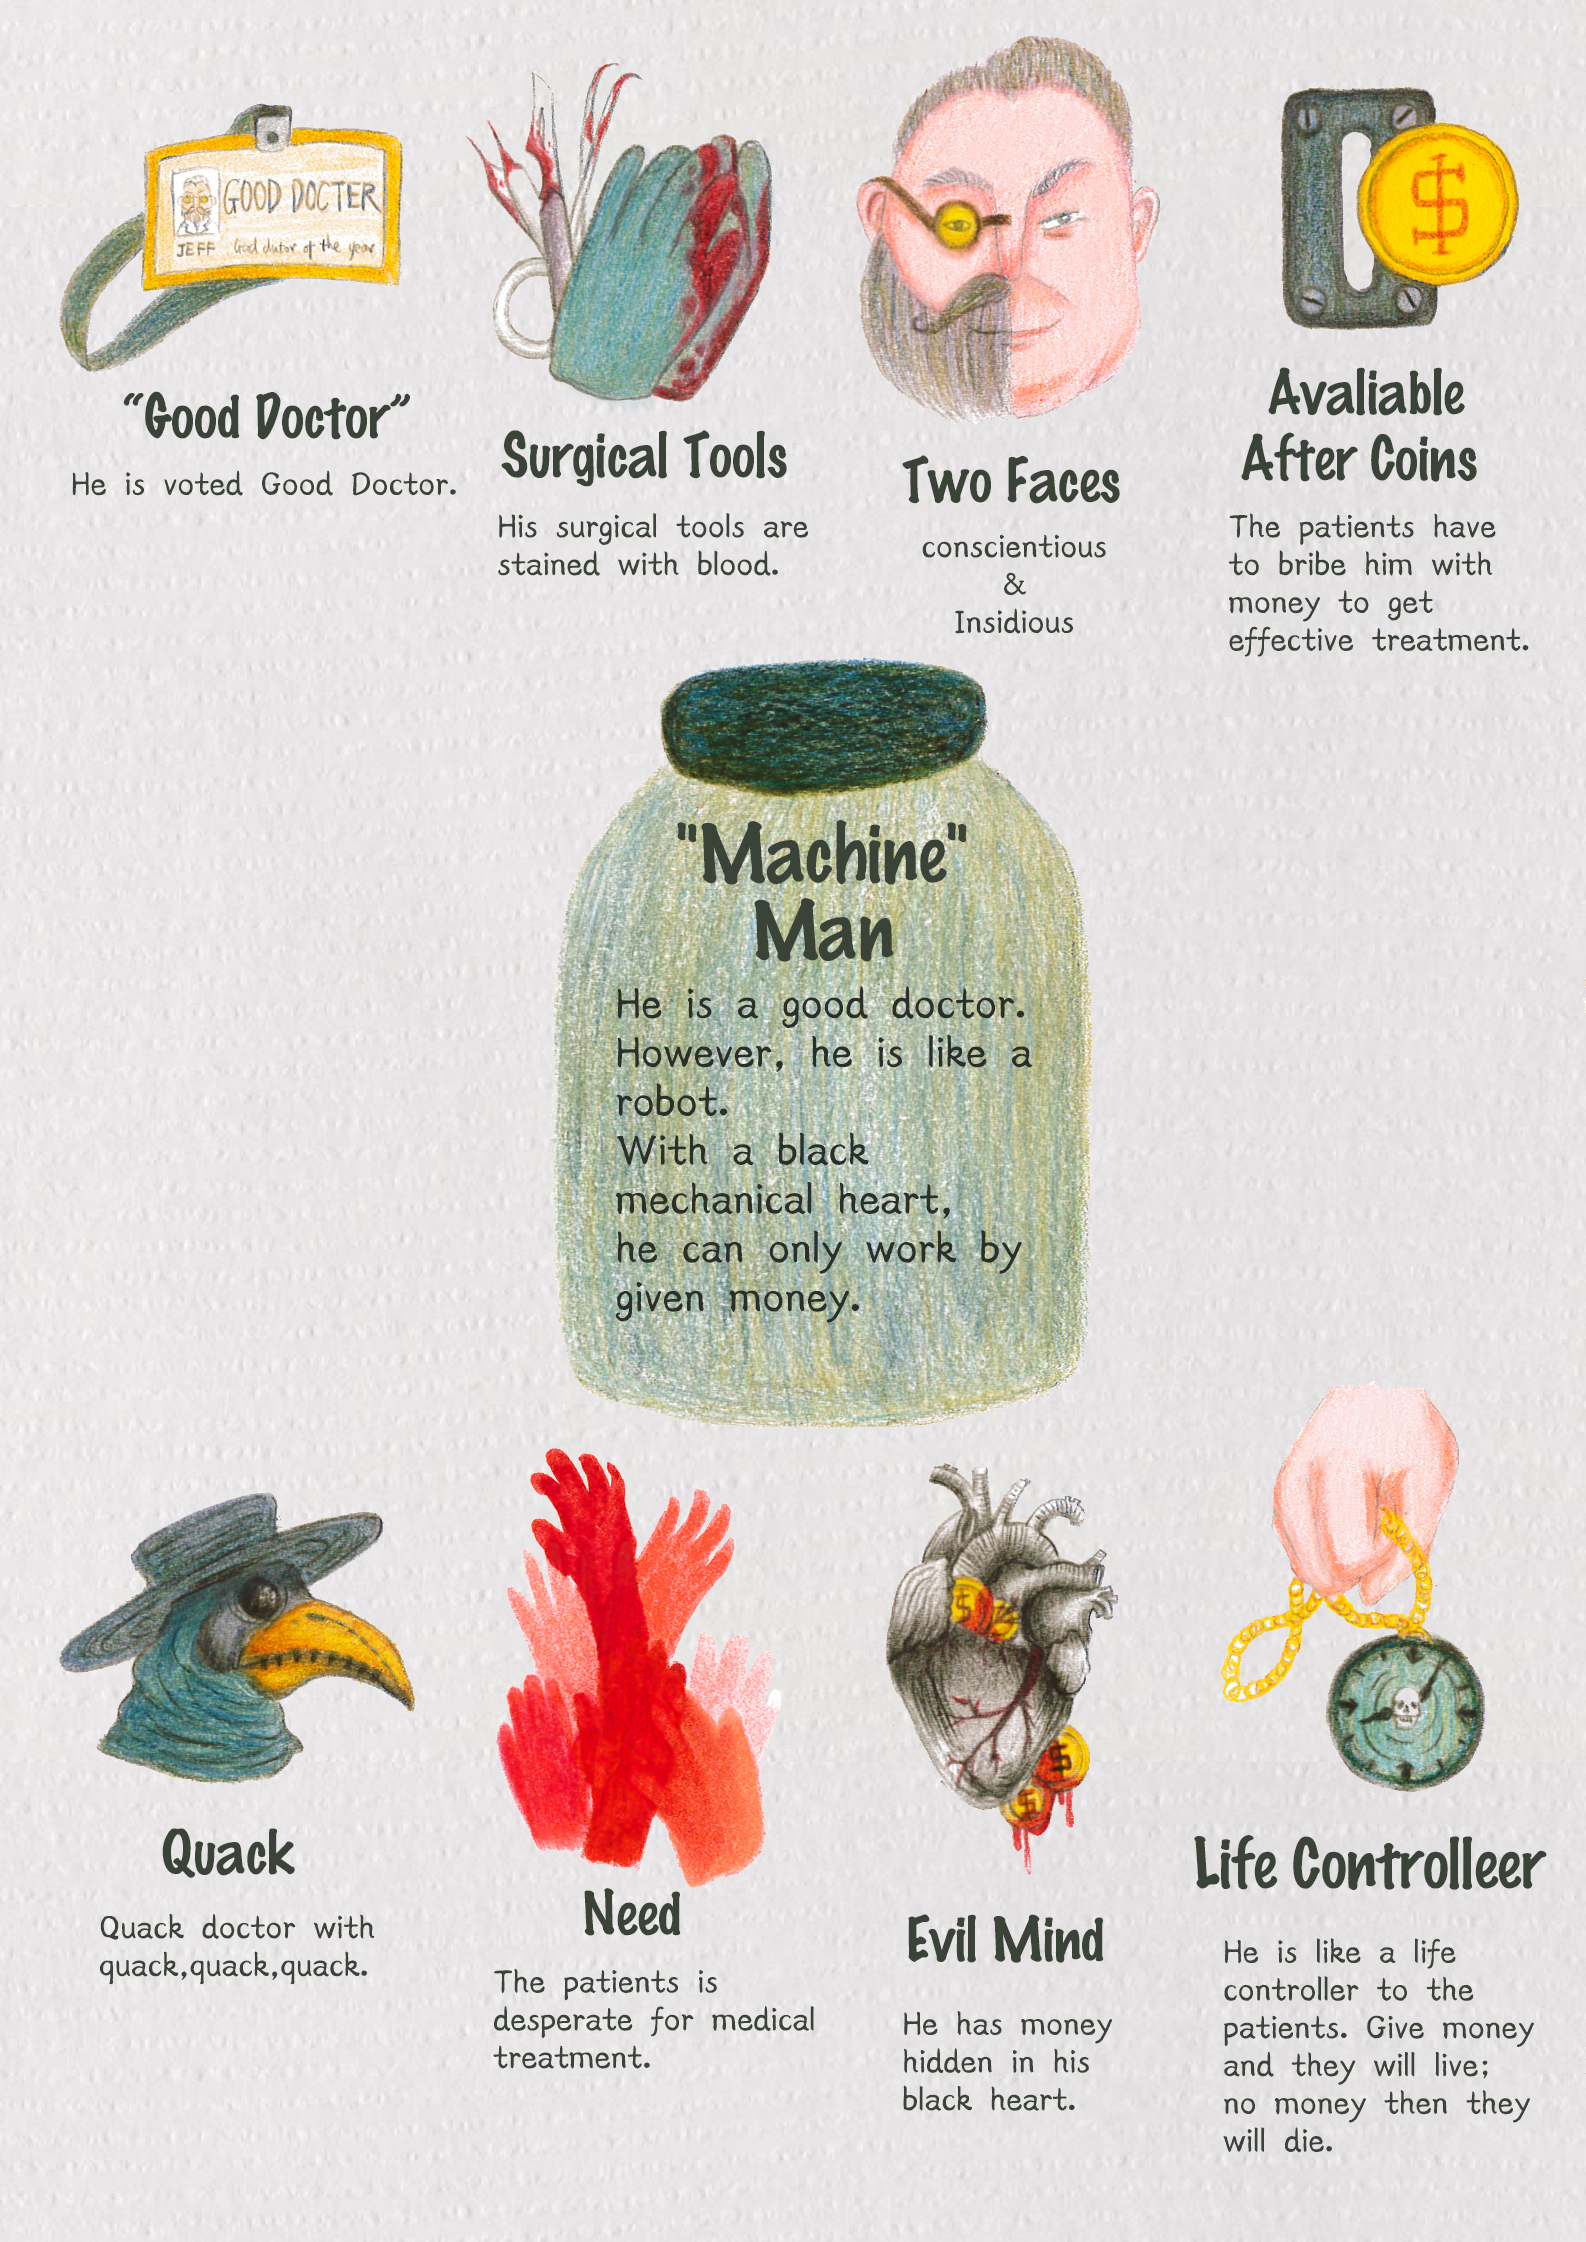 GOOD DOCTER
JEFF
of the year
$
"Good Doctor"
He is voted Good Doctor.
Surgical Tools
His surgical tools are
stained with blood.
Two Faces
conscientious
&
Insidious
Avaliable
After Coins
The patients have
to bribe him with
money to get
effective treatment.
"Machine"
Man
He is a good doctor.
However, he is like a
robot.
With a black
mechanical heart,
he can only work by
given money.
Quack
Quack doctor with
quack,quack,quack.
Need
The patients is
desperate for medical
treatment.
$
$
$
Evil Mind
He has money
hidden in his
black heart.
Life Controlleer
He is like a life
controller to the
patients. Give money
and they will live;
no money then they
will die.